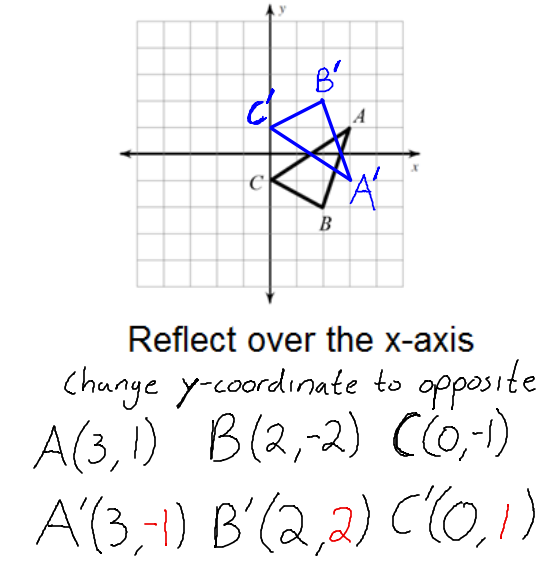 y
B'
C'
A
x
C
A'
B
Reflect over the x-axis
Change y-coordinate to opposite
A(3,1) B(2,-2) C(0,-1)
A'(3,-1) B'(2,2) C'(0,1)